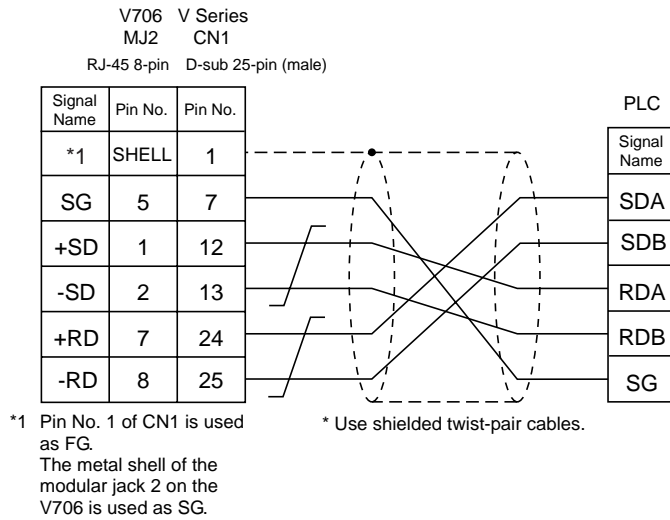 V706 V Series
MJ2 CN1
RJ-45 8-pin D-sub 25-pin (male)
Signal Name Pin No. Pin No.
*1 SHELL 1
SG 5 7
+SD 1 12
-SD 2 13
+RD 7 24
-RD 8 25
PLC
Signal
Name
SDA
SDB
RDA
RDB
SG
*1 Pin No. 1 of CN1 is used
as FG.
The metal shell of the
modular jack 2 on the
V706 is used as SG.
* Use shielded twist-pair cables.